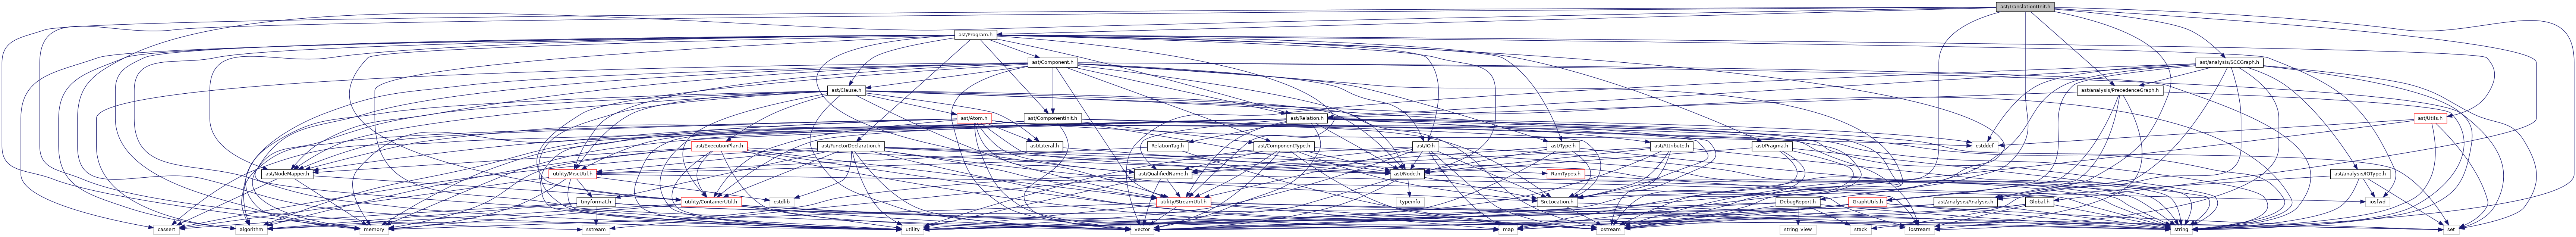 ast/TranslationUnit.h
ast/Program.h
ast/Component.h
ast/analysis/SCCGraph.h
ast/Clause.h
ast/analysis/PrecedenceGraph.h
ast/Atom.h
ast/ComponentInit.h
ast/Relation.h
ast/Utils.h
ast/ExecutionPlan.h
ast/FunctorDeclaration.h
ast/Literal.h
RelationTag.h
ast/ComponentType.h
ast/IO.h
ast/Type.h
ast/Attribute.h
ast/Pragma.h
cstddef
ast/NodeMapper.h
utility/MiscUtil.h
ast/QualifiedName.h
ast/Node.h
RamTypes.h
ast/analysis/IOType.h
tinyformat.h
utility/ContainerUtil.h
cstdlib
utility/StreamUtil.h
typeinfo
SrcLocation.h
DebugReport.h
GraphUtils.h
ast/analysis/Analysis.h
Global.h
iosfwd
cassert
algorithm
memory
sstream
utility
vector
map
ostream
string_view
stack
iostream
string
set